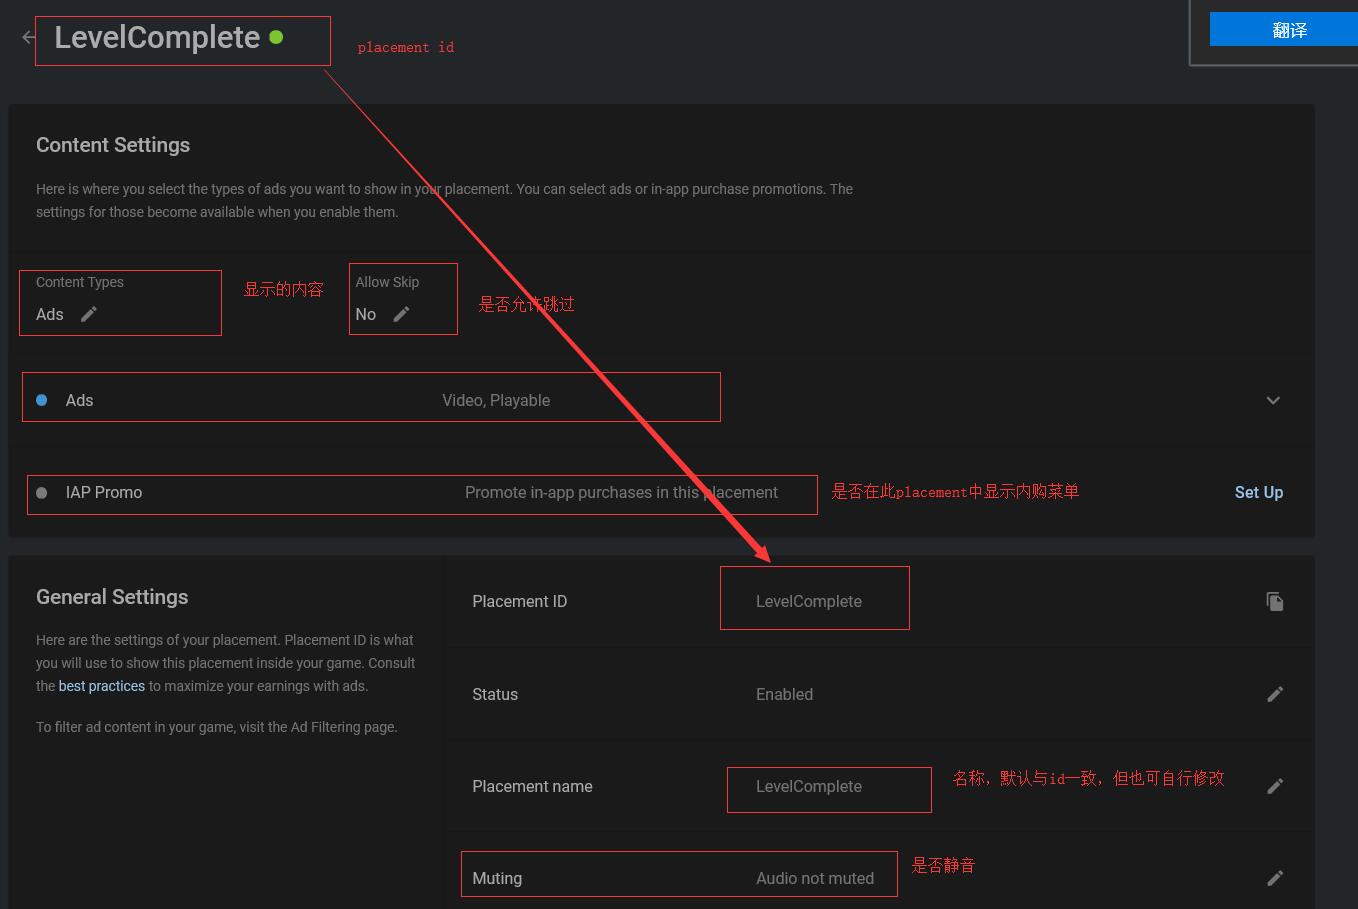 翻译
LevelComplete
placement id
Content Settings
Here is where you select the types of ads you want to show in your placement. You can select ads or in-app purchase promotions. The
settings for those become available when you enable them.
Content Types
Ads
显示的内容
Allow Skip
No
是否允许跳过
Ads
Video, Playable
IAP Promo
Promote in-app purchases in this placement
是否在此placement中显示内购菜单
Set Up
General Settings
Here are the settings of your placement. Placement ID is what
you will use to show this placement inside your game. Consult
the best practices to maximize your earnings with ads.
To filter ad content in your game, visit the Ad Filtering page.
Placement ID
LevelComplete
Status
Enabled
Placement name
LevelComplete
名称，默认与id一致，但也可自行修改
Muting
Audio not muted
是否静音